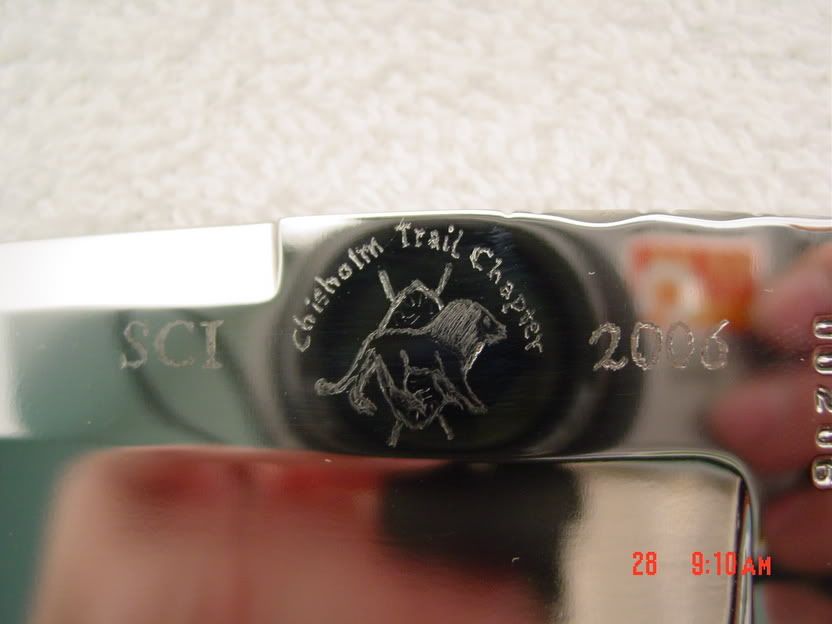 Chisholm Trail Chapter
SCI
2006
28 9:10 AM